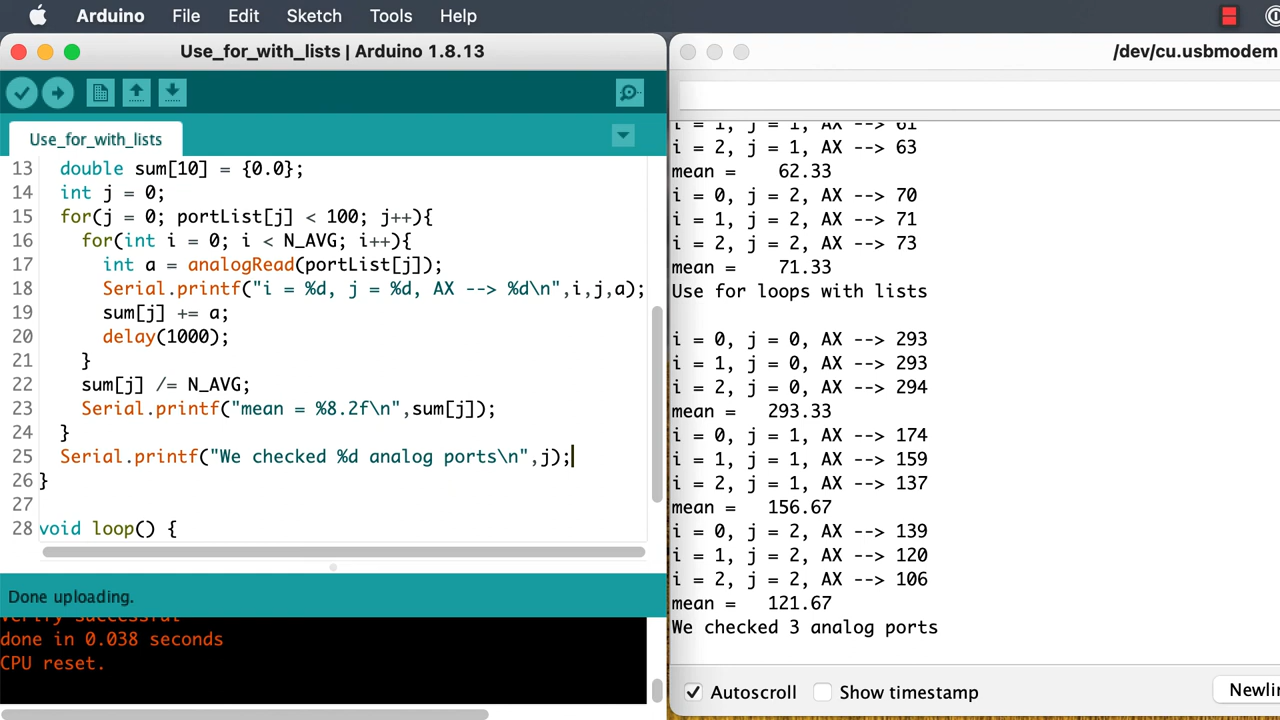 Arduino File Edit Sketch Tools Help
Use_for_with_lists | Arduino 1.8.13
Use_for_with_lists
13 double sum[10] = {0.0};
14 int j = 0;
15 for(j = 0; portList[j] < 100; j++){
16 for(int i = 0; i < N_AVG; i++){
17 int a = analogRead(portList[j]);
18 Serial.printf("i = %d, j = %d, AX --> %d\n",i,j,a);
19 sum[j] += a;
20 delay(1000);
21 }
22 sum[j] /= N_AVG;
23 Serial.printf("mean = %8.2f\n",sum[j]);
24 }
25 Serial.printf("We checked %d analog ports\n",j);
26 }
27
28 void loop() {
Done uploading.
Verify successful
done in 0.038 seconds
CPU reset.
/dev/cu.usbmodem
i = 1, j = 1, AX --> 61
i = 2, j = 1, AX --> 63
mean = 62.33
i = 0, j = 2, AX --> 70
i = 1, j = 2, AX --> 71
i = 2, j = 2, AX --> 73
mean = 71.33
Use for loops with lists
i = 0, j = 0, AX --> 293
i = 1, j = 0, AX --> 293
i = 2, j = 0, AX --> 294
mean = 293.33
i = 0, j = 1, AX --> 174
i = 1, j = 1, AX --> 159
i = 2, j = 1, AX --> 137
mean = 156.67
i = 0, j = 2, AX --> 139
i = 1, j = 2, AX --> 120
i = 2, j = 2, AX --> 106
mean = 121.67
We checked 3 analog ports
Autoscroll Show timestamp Newlin